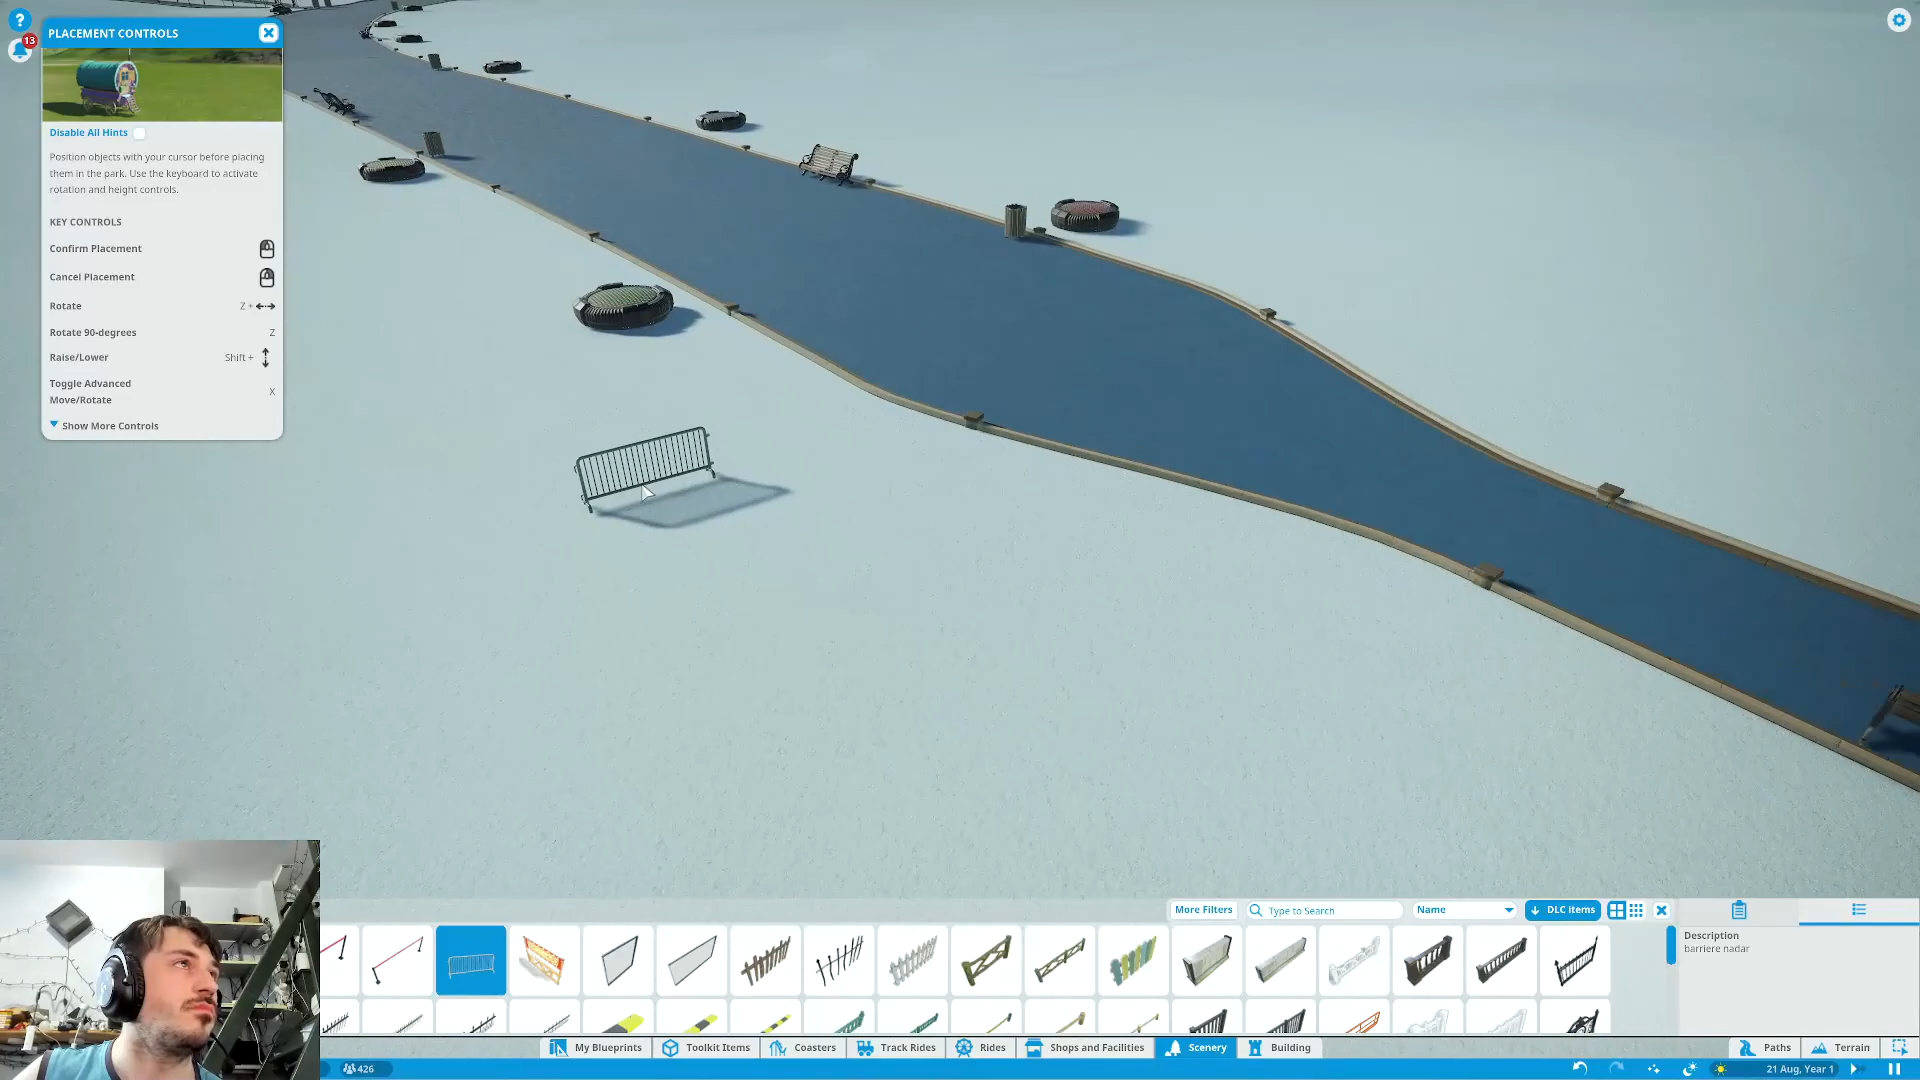 ?
13
PLACEMENT CONTROLS
Disable All Hints
Position objects with your cursor before placing
them in the park. Use the keyboard to activate
rotation and height controls.
KEY CONTROLS
Confirm Placement
Cancel Placement
Rotate Z +
Rotate 90-degrees Z
Raise/Lower Shift +
Toggle Advanced
Move/Rotate X
Show More Controls
More Filters Type to Search Name DLC items
Description
barriere nadar
My Blueprints Toolkit Items Coasters Track Rides Rides Shops and Facilities Scenery Building Paths Terrain
426 21 Aug, Year 1